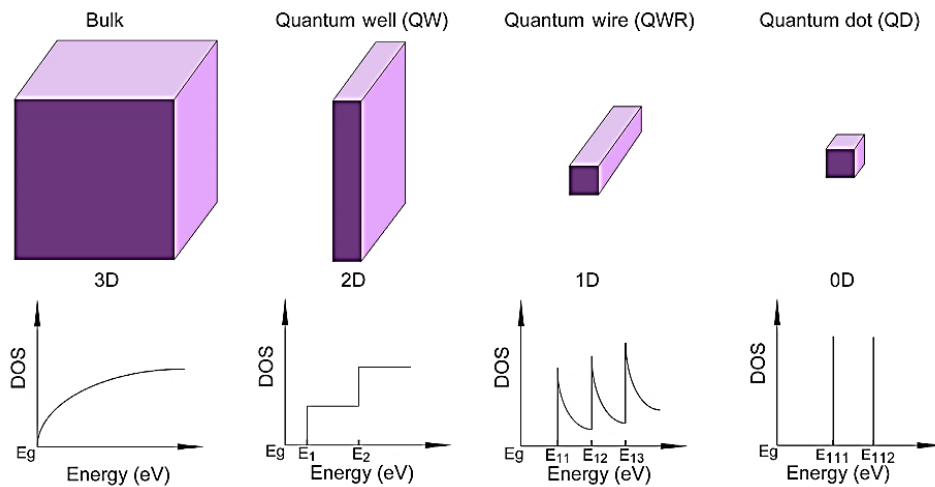 Bulk
Quantum well (QW)
Quantum wire (QWR)
Quantum dot (QD)
3D
2D
1D
0D
DOS
Eg
Energy (eV)
DOS
Eg
E1
E2
Energy (eV)
DOS
Eg
E11
E12
E13
Energy (eV)
DOS
Eg
E111
E112
Energy (eV)